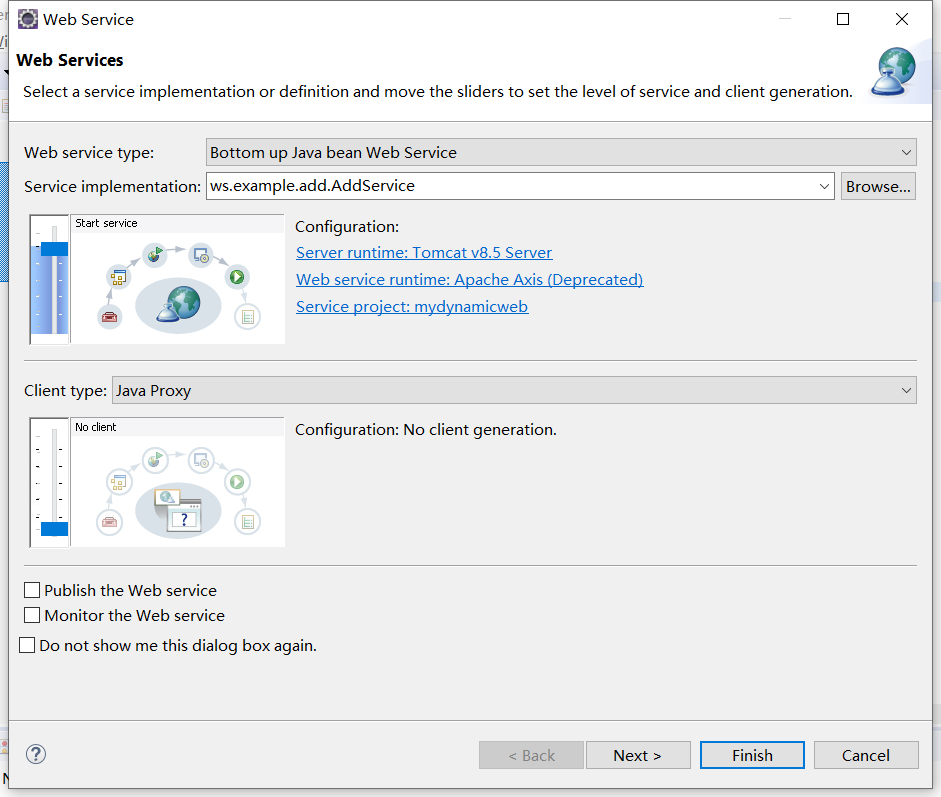 Web Service
Web Services
Select a service implementation or definition and move the sliders to set the level of service and client generation.
Web service type:
Bottom up Java bean Web Service
Service implementation:
ws.example.add.AddService
Browse...
Start service
Configuration:
Server runtime: Tomcat v8.5 Server
Web service runtime: Apache Axis (Deprecated)
Service project: mydynamicweb
Client type:
Java Proxy
No client
Configuration: No client generation.
Publish the Web service
Monitor the Web service
Do not show me this dialog box again.
?
< Back
Next >
Finish
Cancel